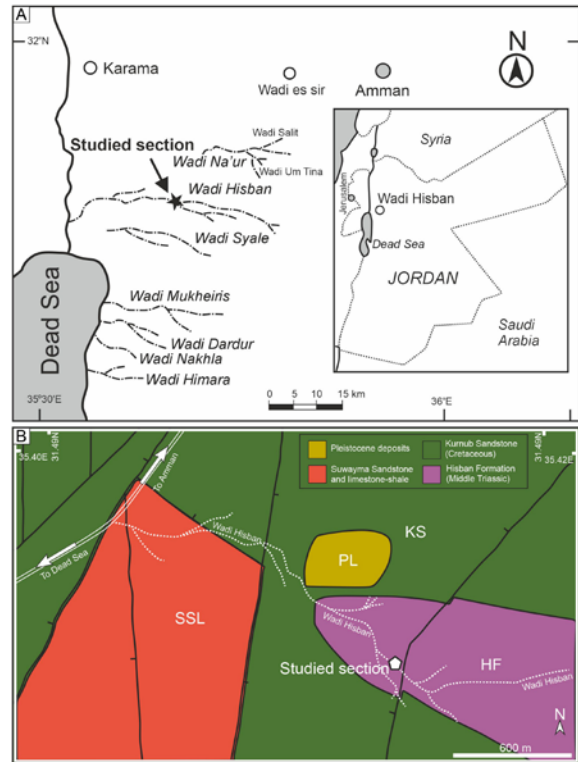 A
32°N
N
Karama
Wadi es sir
Amman
Studied section
Wadi Salit
Wadi Na'ur
Wadi Um Tina
Wadi Hisban
Wadi Syale
Dead Sea
Wadi Mukheiris
Wadi Dardur
Wadi Nakhla
Wadi Himara
35°30'E
0 5 10 15 km
36°E
Syria
Jerusalem
Wadi Hisban
Dead Sea
JORDAN
Saudi
Arabia
B
35.40E
31.49N
31.49N
35.42E
To Amman
To Dead Sea
Pleistocene deposits
Suwayma Sandstone
and limestone-shale
Kurnub Sandstone
(Cretaceous)
Hisban Formation
(Middle Triassic)
Wadi Hisban
KS
PL
SSL
Wadi Hisban
Studied section
HF
Wadi Hisban
N
600 m